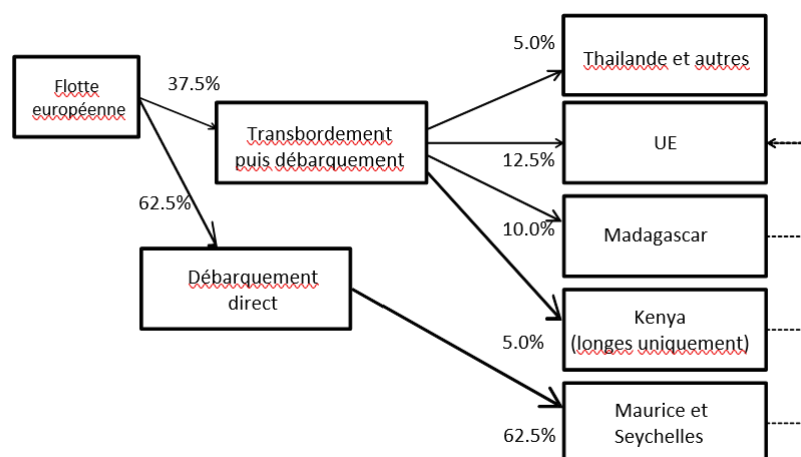 5.0%
Thailande et autres
Flotte
européenne
37.5%
Transbordement
puis débarquement
UE
12.5%
62.5%
10.0%
Madagascar
Débarquement
direct
Kenya
(longes uniquement)
5.0%
Maurice et
Seychelles
62.5%